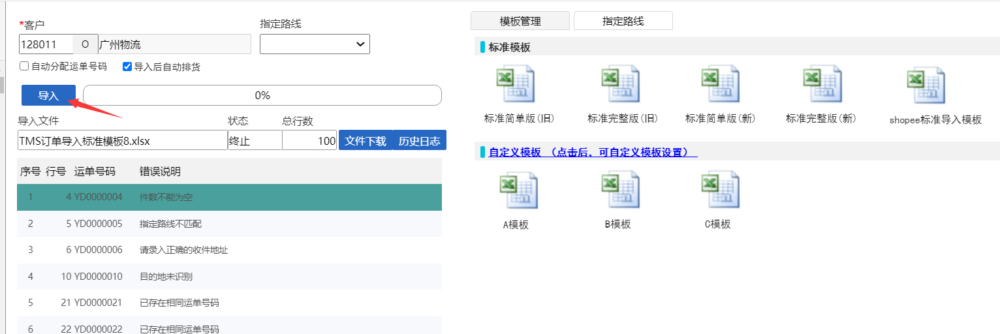 *客户
指定路线
128011 O 广州物流
自动分配运单号码 导入后自动排货
导入 0%
导入文件 状态 总行数
TMS订单导入标准模板8.xlsx 终止 100 文件下载 历史日志
序号 行号 运单号码 错误说明
1 4 YD0000004 件数不能为空
2 5 YD0000005 指定路线不匹配
3 6 YD0000006 请录入正确的收件地址
4 10 YD0000010 目的地未识别
5 21 YD0000021 已存在相同运单号码
6 22 YD0000022 已存在相同运单号码
模板管理 指定路线
标准模板
标准简单版(旧) 标准完整版(旧) 标准简单版(新) 标准完整版(新) shopee标准导入模板
自定义模板 (点击后，可自定义模板设置)
A模板 B模板 C模板